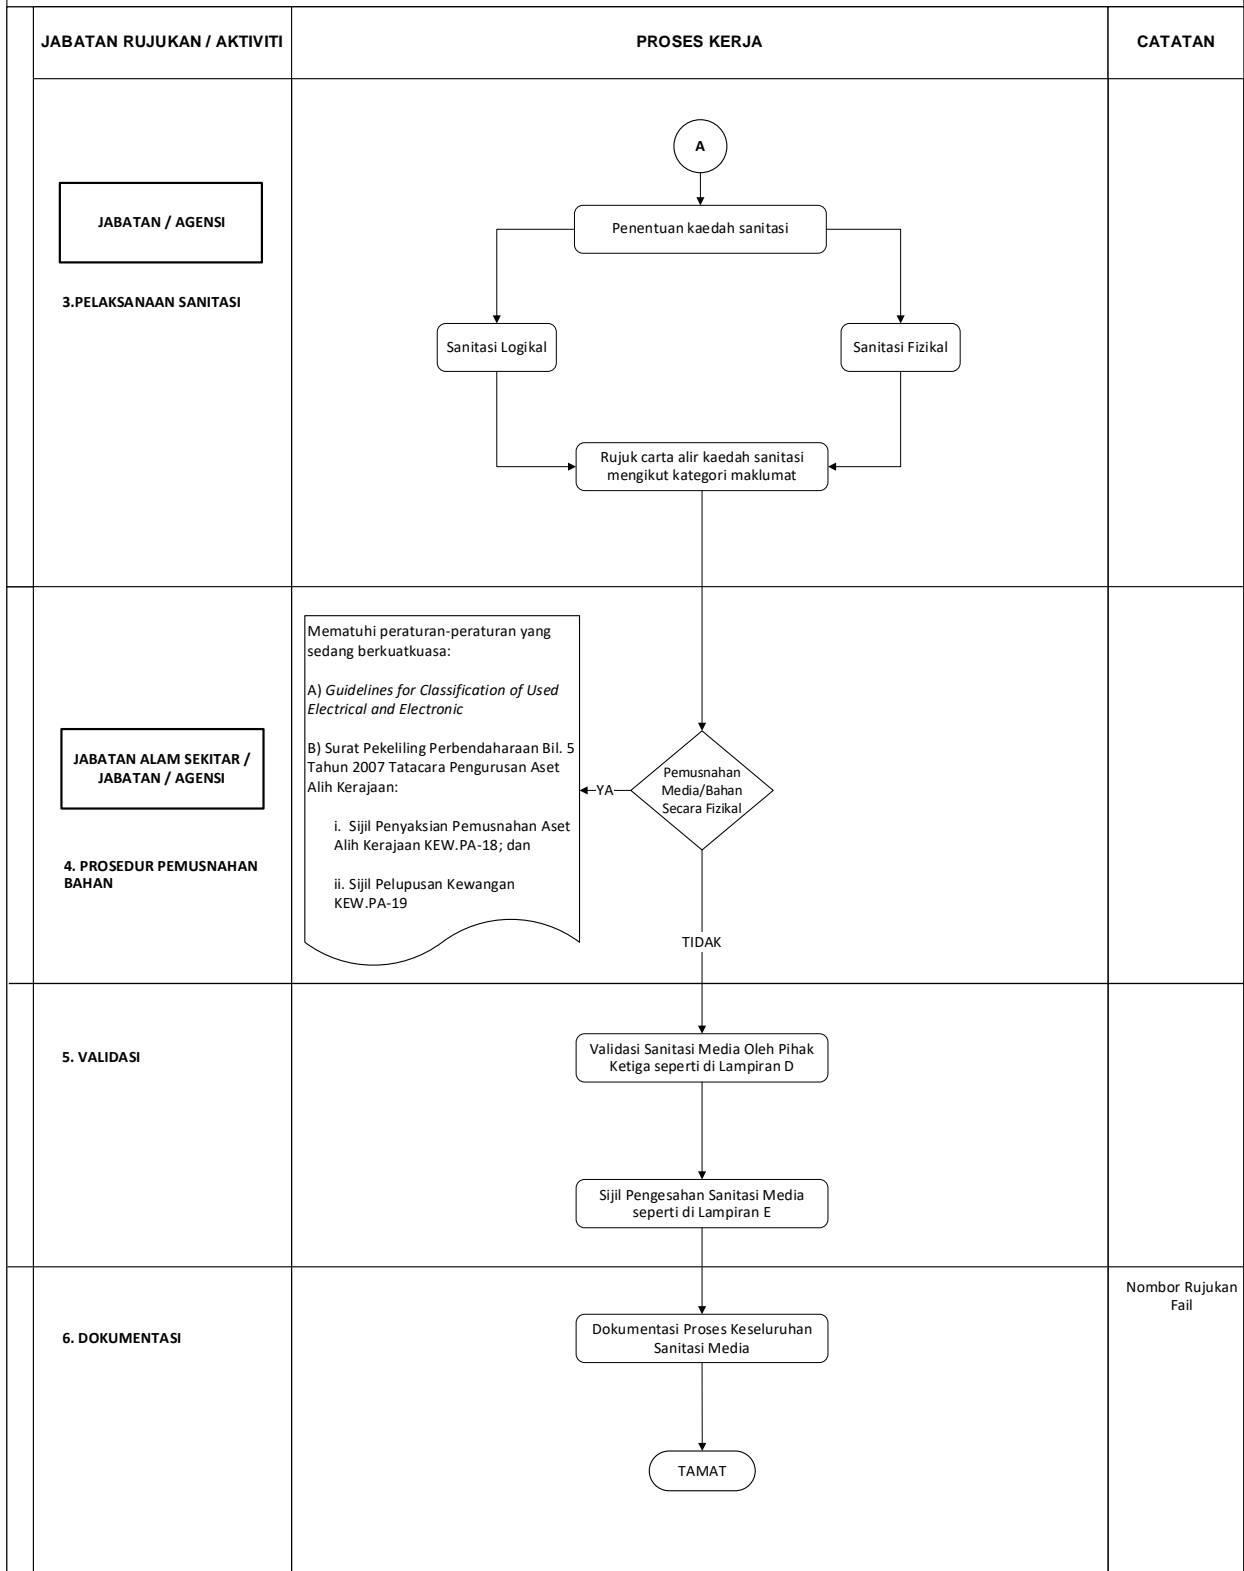 JABATAN RUJUKAN / AKTIVITI
PROSES KERJA
CATATAN
A
JABATAN / AGENSI
Penentuan kaedah sanitasi
3.PELAKSANAAN SANITASI
Sanitasi Logikal
Sanitasi Fizikal
Rujuk carta alir kaedah sanitasi
mengikut kategori maklumat
Mematuhi peraturan-peraturan yang
sedang berkuatkuasa:
A) Guidelines for Classification of Used
Electrical and Electronic
B) Surat Pekeliling Perbendaharaan Bil. 5
Tahun 2007 Tatacara Pengurusan Aset
Alih Kerajaan:
i. Sijil Penyaksian Pemusnahan Aset
Alih Kerajaan KEW.PA-18; dan
ii. Sijil Pelupusan Kewangan
KEW.PA-19
JABATAN ALAM SEKITAR /
JABATAN / AGENSI
YA
Pemusnahan
Media/Bahan
Secara Fizikal
4. PROSEDUR PEMUSNAHAN
BAHAN
TIDAK
5. VALIDASI
Validasi Sanitasi Media Oleh Pihak
Ketiga seperti di Lampiran D
Sijil Pengesahan Sanitasi Media
seperti di Lampiran E
Nombor Rujukan
Fail
6. DOKUMENTASI
Dokumentasi Proses Keseluruhan
Sanitasi Media
TAMAT